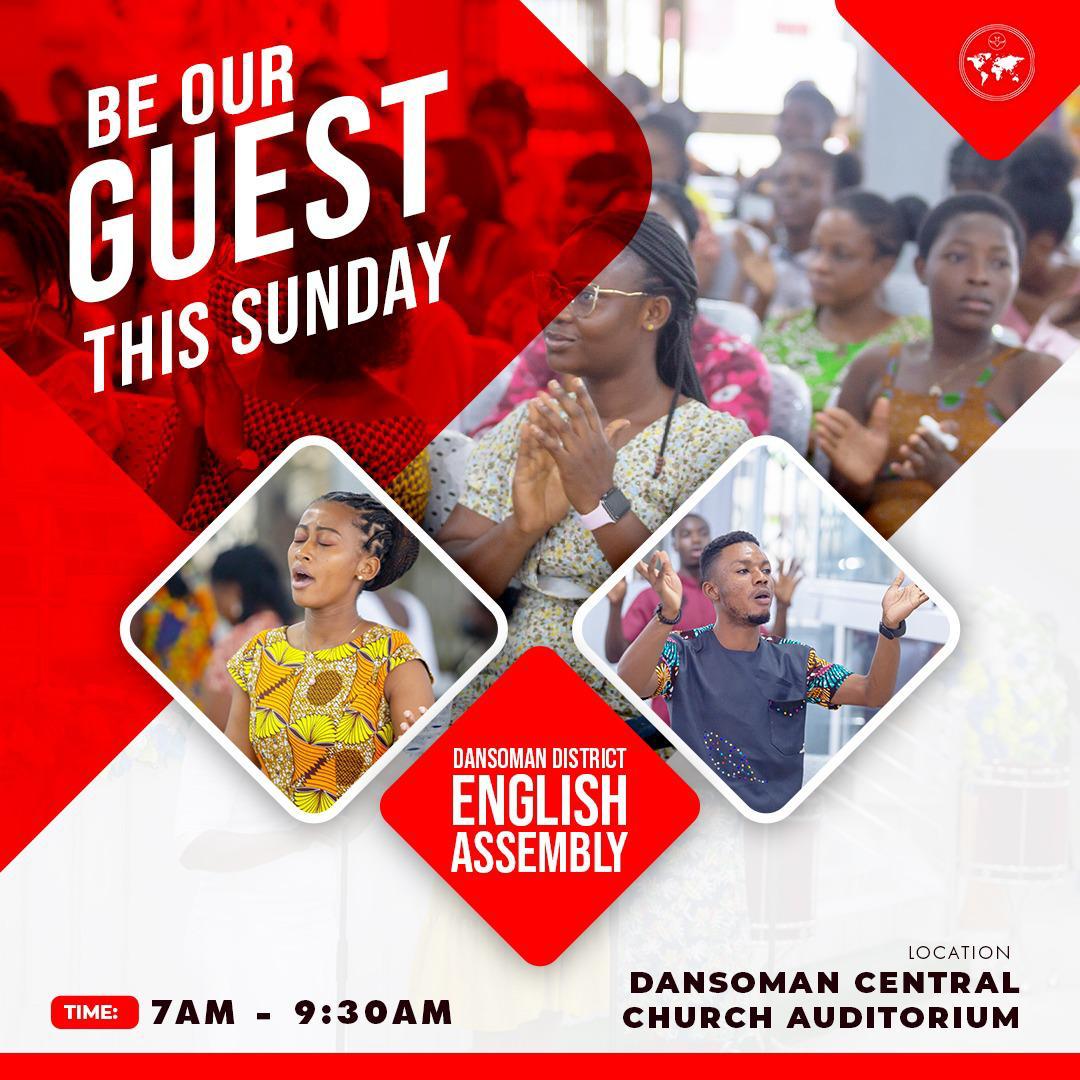 BE OUR
GUEST
THIS SUNDAY
DANSOMAN DISTRICT
ENGLISH
ASSEMBLY
LOCATION
DANSOMAN CENTRAL
CHURCH AUDITORIUM
TIME: 7AM - 9:30AM